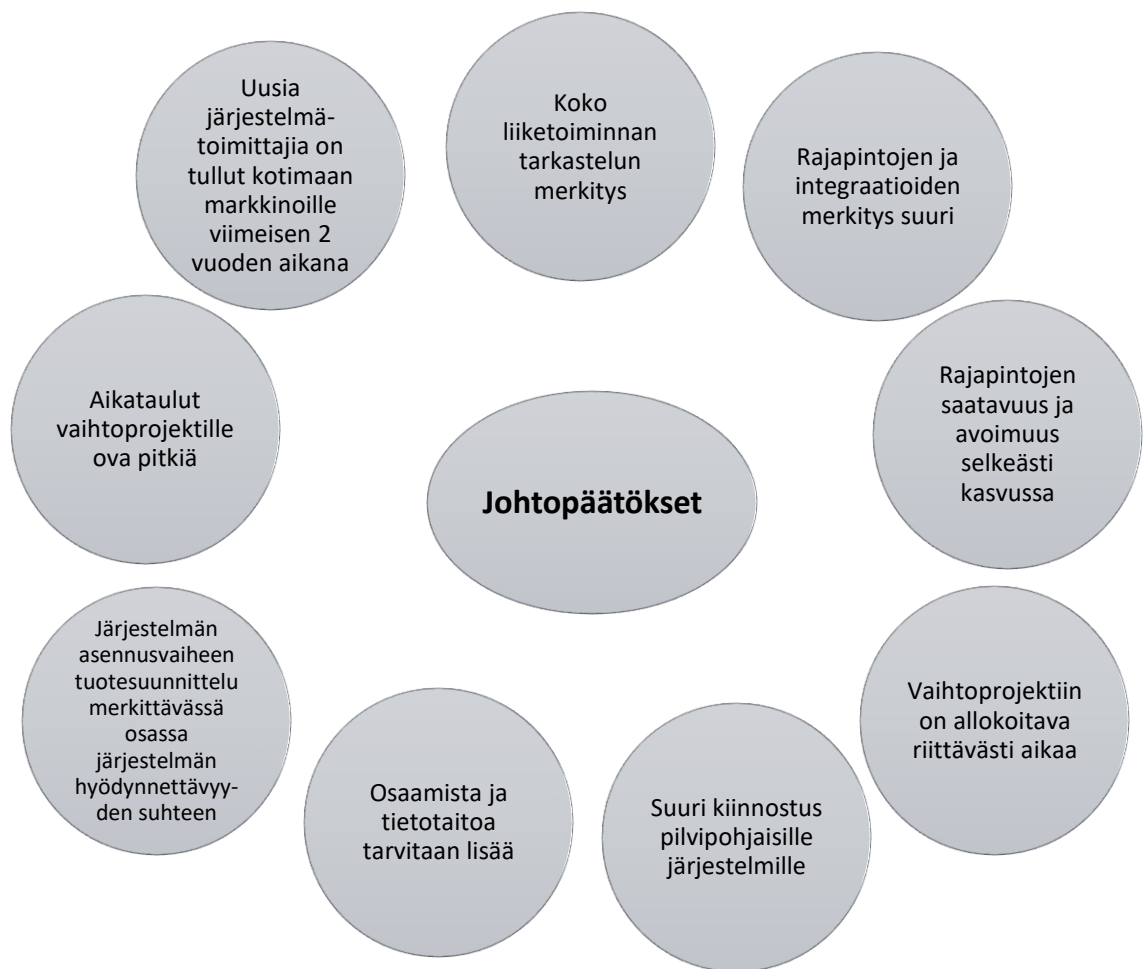 Koko
liiketoiminnan
tarkastelun
merkitys
Rajapintojen ja
integraatioiden
merkitys suuri
Rajapintojen
saatavuus ja
avoimuus
selkeästi
kasvussa
Vaihtoprojektiin
on allokoitava
riittävästi aikaa
Suuri kiinnostus
pilvipohjaisille
järjestelmille
Osaamista ja
tietotaitoa
tarvitaan lisää
Järjestelmän
asennusvaiheen
tuotesuunnittelu
merkittävässä
osassa
järjestelmän
hyödynnettävyy-
den suhteen
Aikataulut
vaihtoprojektille
ova pitkiä
Uusia
järjestelmä-
toimittajia on
tullut kotimaan
markkinoille
viimeisen 2
vuoden aikana
Johtopäätökset